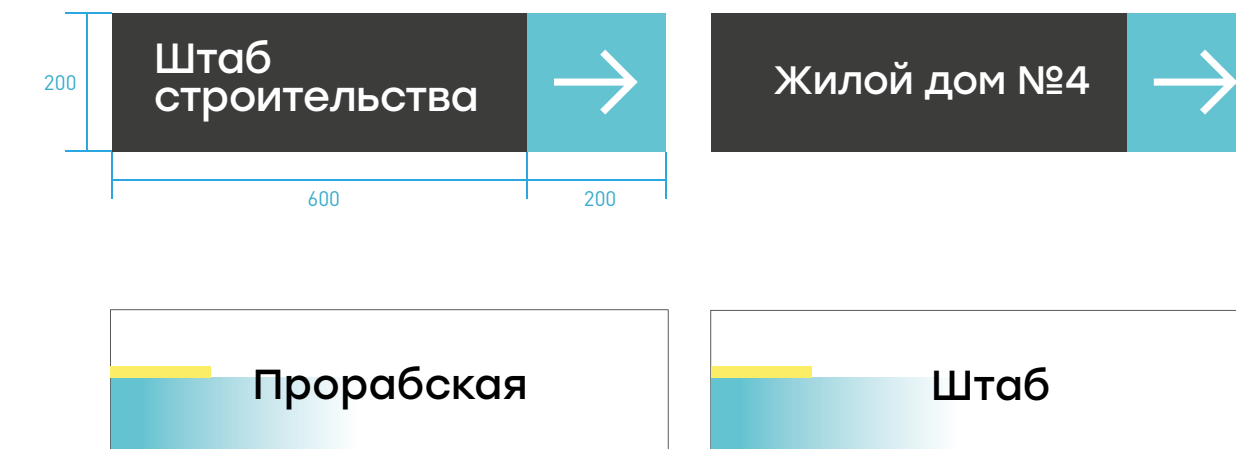 200
Штаб
строительства
Жилой дом №4
600
200
Прорабская
Штаб